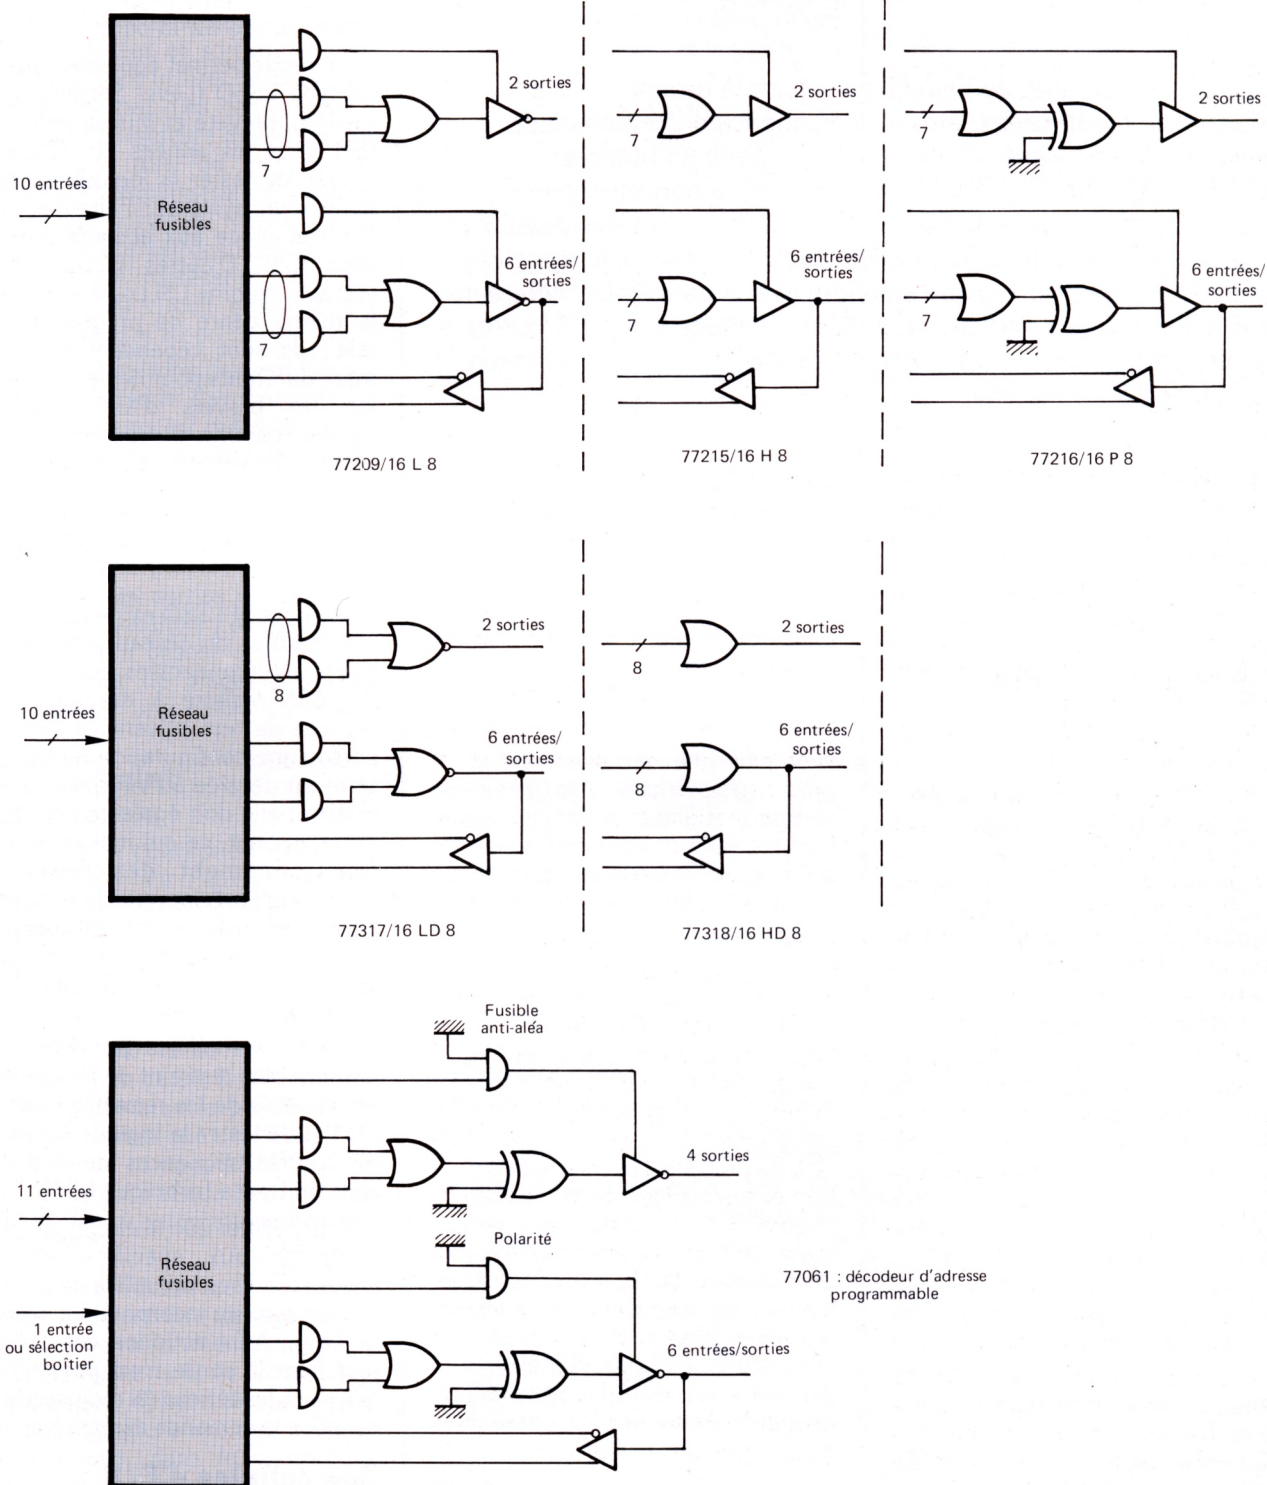 2 sorties
7
10 entrées
Réseau
fusibles
6 entrées/
sorties
7
77209/16 L 8
2 sorties
7
6 entrées/
sorties
7
77215/16 H 8
2 sorties
7
6 entrées/
sorties
7
77216/16 P 8
2 sorties
8
10 entrées
Réseau
fusibles
6 entrées/
sorties
77317/16 LD 8
2 sorties
8
6 entrées/
sorties
8
77318/16 HD 8
Fusible
anti-aléa
4 sorties
11 entrées
Polarité
Réseau
fusibles
77061 : décodeur d'adresse
programmable
1 entrée
ou sélection
boîtier
6 entrées/sorties